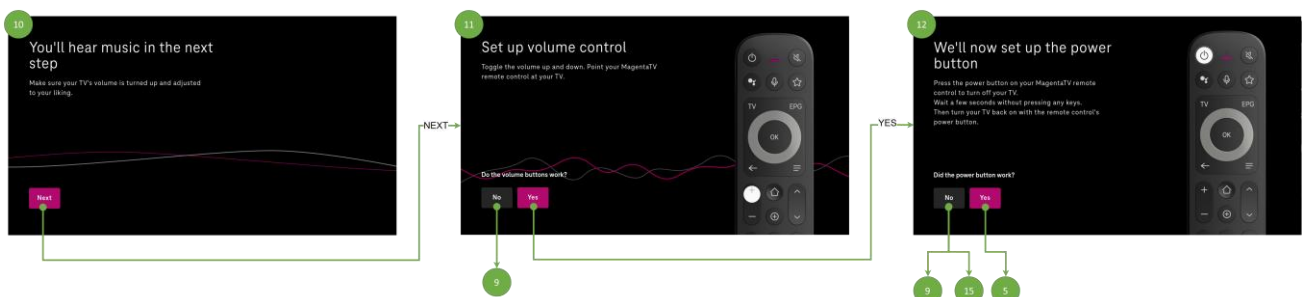 10
You'll hear music in the next
step
Make sure your TV's volume is turned up and adjusted
to your liking.
Next
NEXT
11
Set up volume control
Toggle the volume up and down. Point your MagentaTV
remote control at your TV.
TV EPG
OK
Do the volume buttons work?
No Yes
9
YES
12
We'll now set up the power
button
Press the power button on your MagentaTV remote
control to turn off your TV.
Wait a few seconds without pressing any keys.
Then turn your TV back on with the remote control's
power button.
TV EPG
OK
Did the power button work?
No Yes
9 15 5